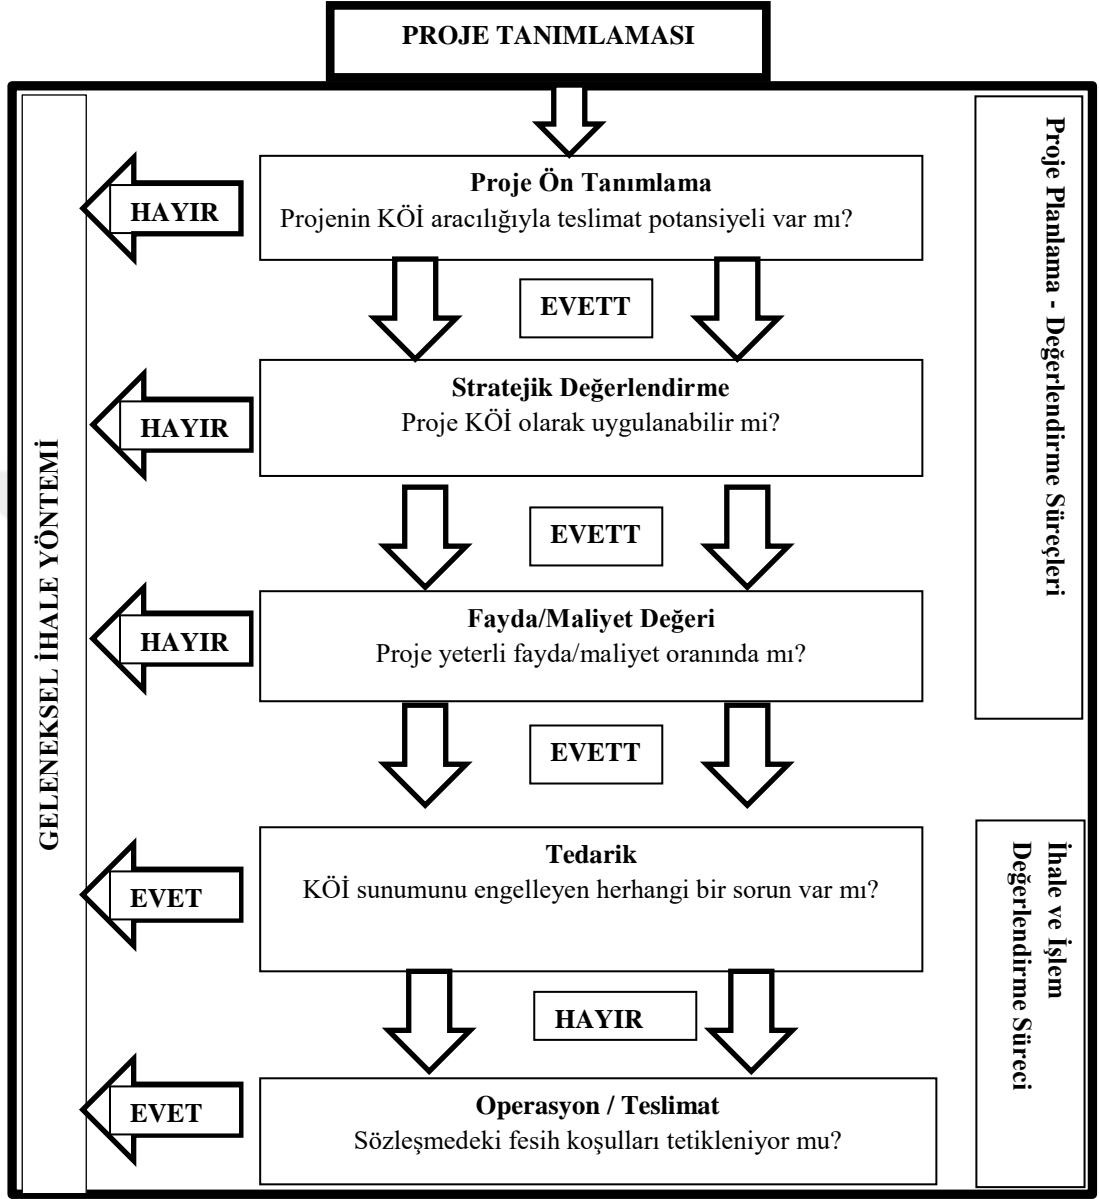 PROJE TANIMLAMASI
GELENEKSEL İHALE YÖNTEMİ
Proje Ön Tanımlama
Projenin KÖİ aracılığıyla teslimat potansiyeli var mı?
HAYIR
EVETT
Stratejik Değerlendirme
Proje KÖİ olarak uygulanabilir mi?
HAYIR
EVETT
Fayda/Maliyet Değeri
Proje yeterli fayda/maliyet oranında mı?
HAYIR
EVETT
Proje Planlama - Değerlendirme Süreçleri
Tedarik
KÖİ sunumunu engelleyen herhangi bir sorun var mı?
EVET
HAYIR
Operasyon / Teslimat
Sözleşmedeki fesih koşulları tetikleniyor mu?
EVET
İhale ve İşlem
Değerlendirme Süreci